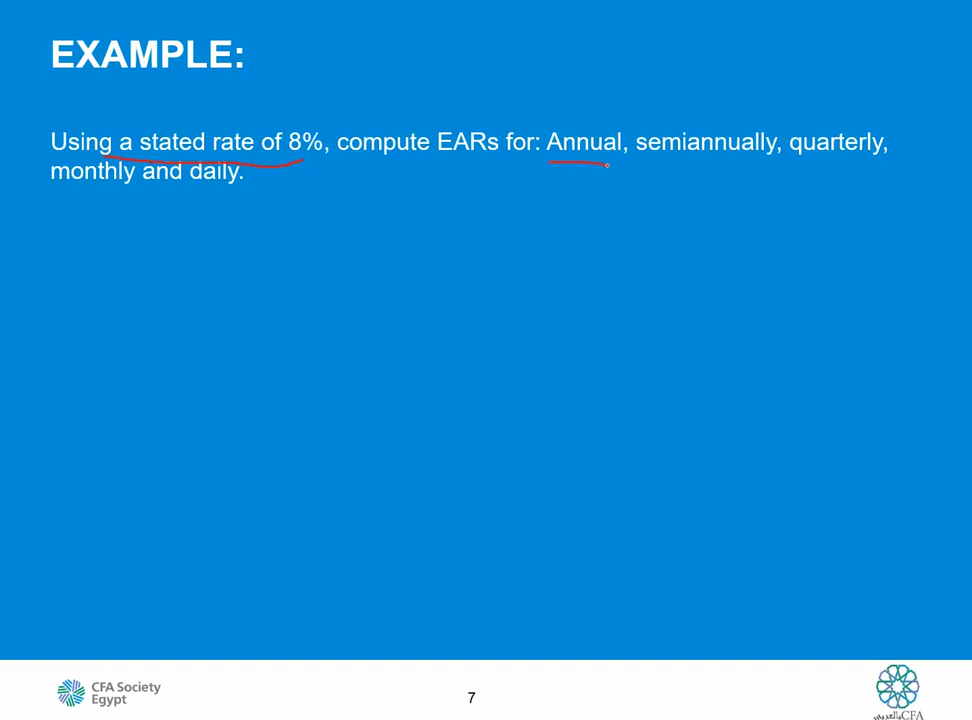 EXAMPLE:
Using a stated rate of 8%, compute EARs for: Annual, semiannually, quarterly,
monthly and daily.
CFA Society
Egypt
7
بالعربي CFA